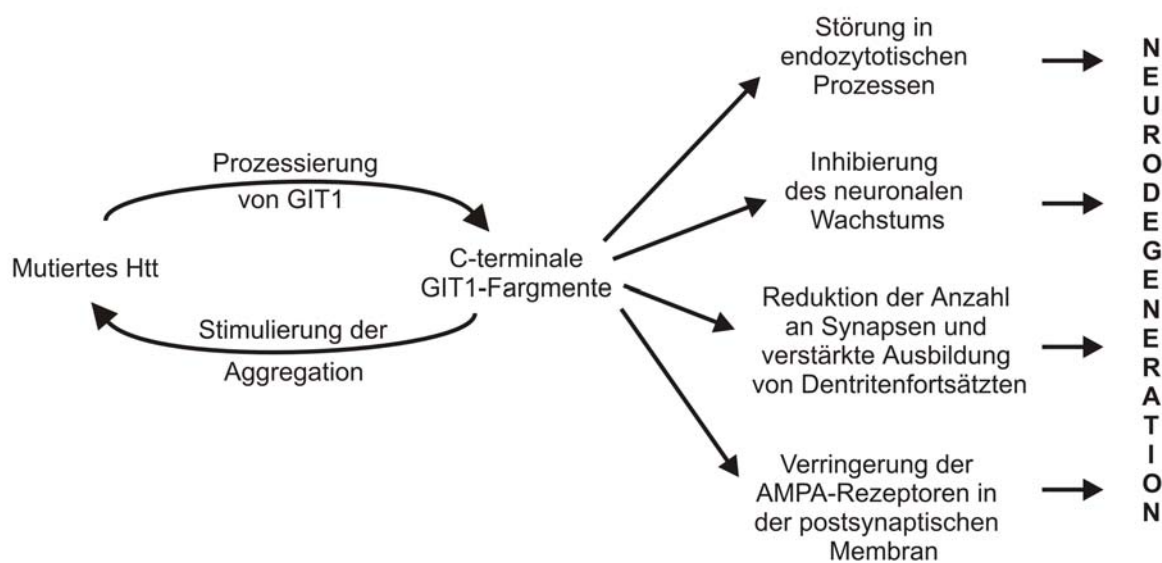 Prozessierung
von GIT1
Mutiertes Htt
Stimulierung der
Aggregation
C-terminale
GIT1-Fargmente
Störung in
endozytotischen
Prozessen
Inhibierung
des neuronalen
Wachstums
Reduktion der Anzahl
an Synapsen und
verstärkte Ausbildung
von Dentritenfortsätzten
Verringerung der
AMPA-Rezeptoren in
der postsynaptischen
Membran
NEURODEGENERATION